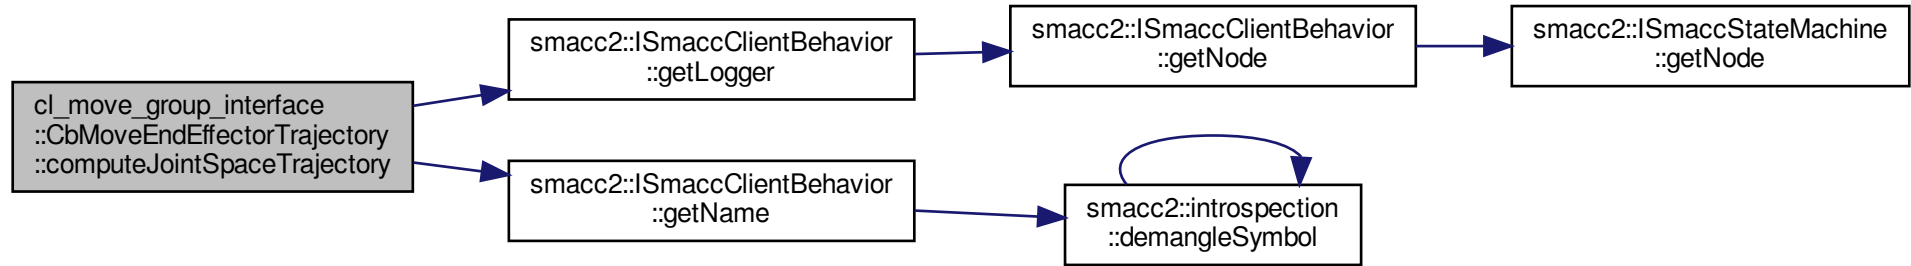 cl_move_group_interface
::CbMoveEndEffectorTrajectory
::computeJointSpaceTrajectory
smacc2::ISmaccClientBehavior
::getLogger
smacc2::ISmaccClientBehavior
::getNode
smacc2::ISmaccStateMachine
::getNode
smacc2::ISmaccClientBehavior
::getName
smacc2::introspection
::demangleSymbol